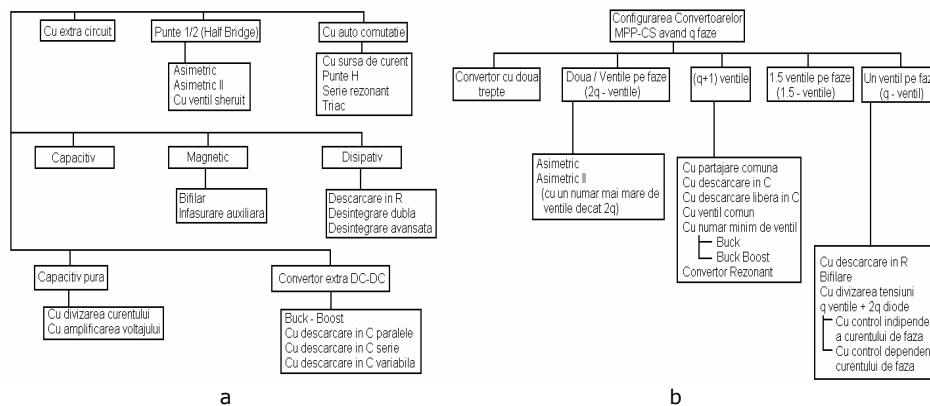 Cu extra circuit
Punte 1/2 (Half Bridge)
Cu auto comutatie
Asimetric
Asimetric II
Cu ventil sheruit
Cu sursa de curent
Punte H
Serie rezonant
Triac
Capacitiv
Magnetic
Disipativ
Bifilar
Infasurare auxiliara
Descarcare in R
Desintegrare dubla
Desintegrare avansata
Capacitiv pura
Convertor extra DC-DC
Cu divizarea curentului
Cu amplificarea voltajului
Buck - Boost
Cu descarcare in C paralele
Cu descarcare in C serie
Cu descarcare in C variabila
a
Configurarea Convertoarelor
MPP-CS avand q faze
Convertor cu doua
trepte
Doua / Ventile pe faze
(2q - ventile)
(q+1) ventile
1.5 ventile pe faze
(1.5 - ventile)
Un ventil pe faz
(q - ventil)
Asimetric
Asimetric II
(cu un numar mai mare de
ventile decat 2q)
Cu partajare comuna
Cu descarcare in C
Cu descarcare libera in C
Cu ventil comun
Cu numar minim de ventil
Buck
Buck Boost
Convertor Rezonant
Cu descarcare in R
Bifilare
Cu divizarea tensiuni
q ventile + 2q diode
Cu control indipende
a curentului de faza
Cu control dependen
curentului de faza
b